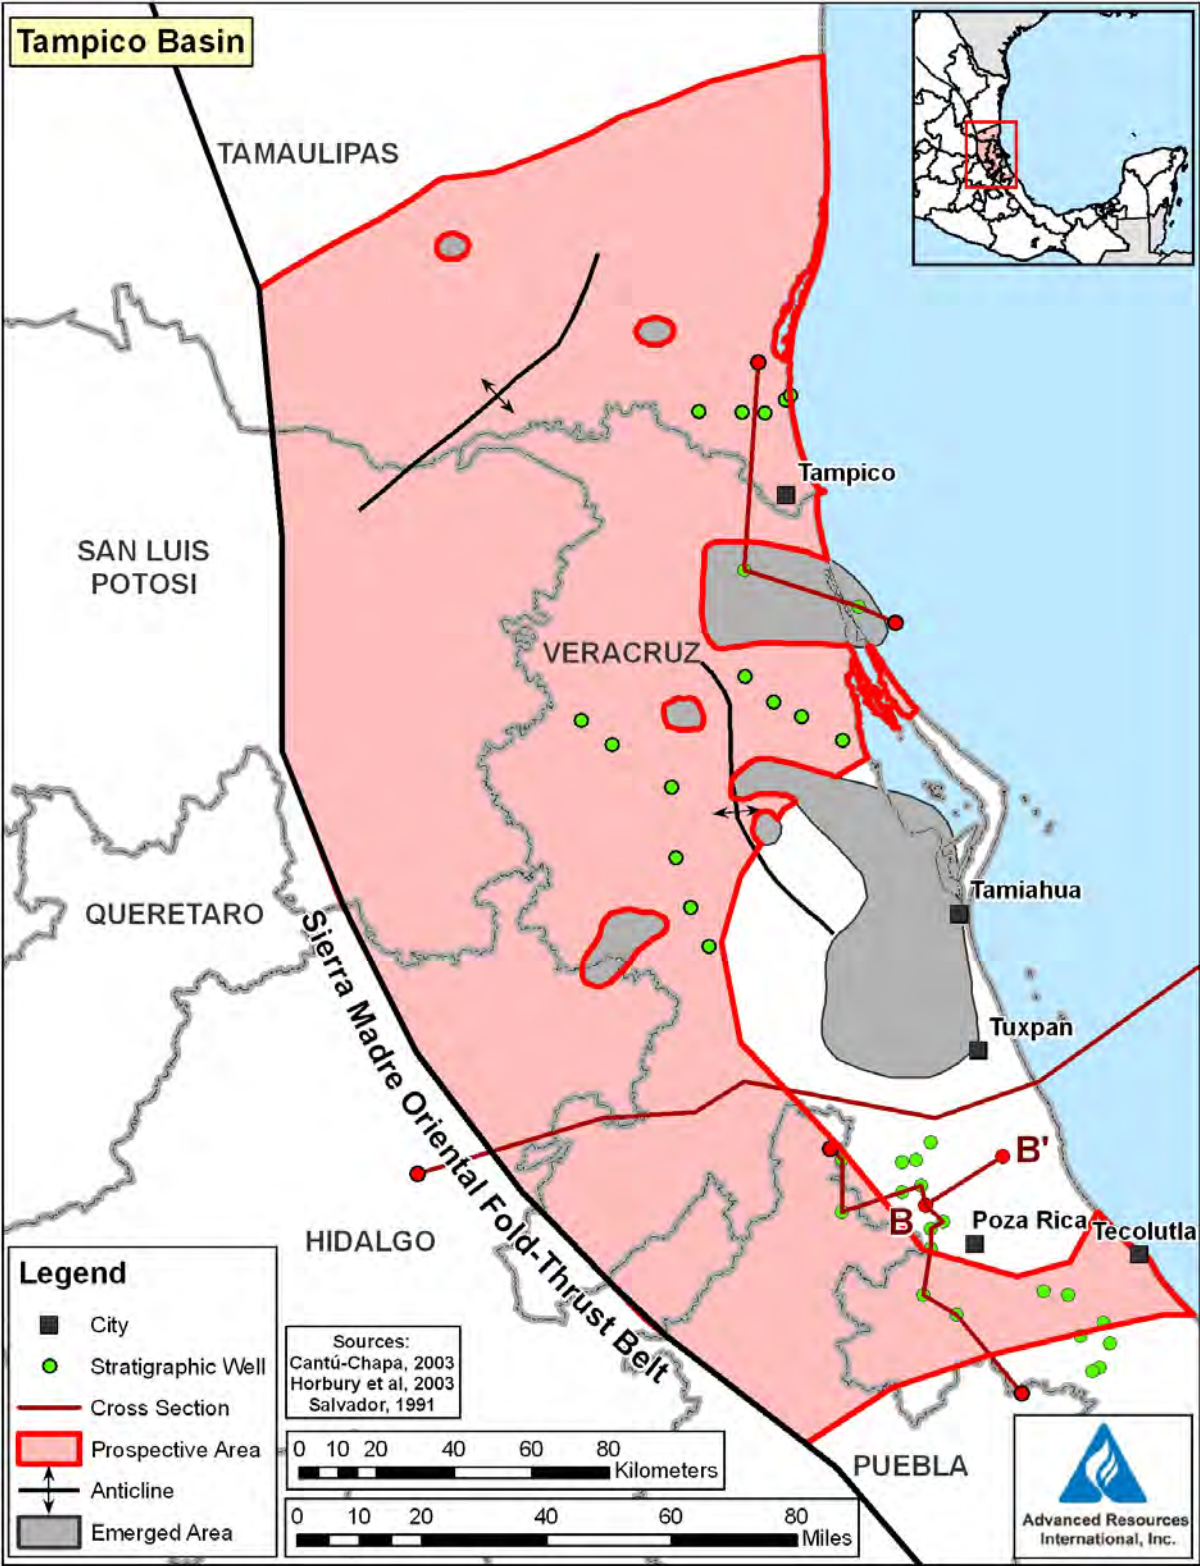 Tampico Basin
TAMAULIPAS
Tampico
SAN LUIS
POTOSI
VERACRUZ
Tamiahua
QUERETARO
Sierra Madre Oriental Fold-Thrust Belt
Tuxpan
B'
B
Poza Rica
Tecolutla
HIDALGO
PUEBLA
Legend
City
Stratigraphic Well
Cross Section
Prospective Area
Anticline
Emerged Area
Sources:
Cantú-Chapa, 2003
Horbury et al, 2003
Salvador, 1991
0 10 20 40 60 80
Kilometers
0 10 20 40 60 80
Miles
Advanced Resources
International, Inc.